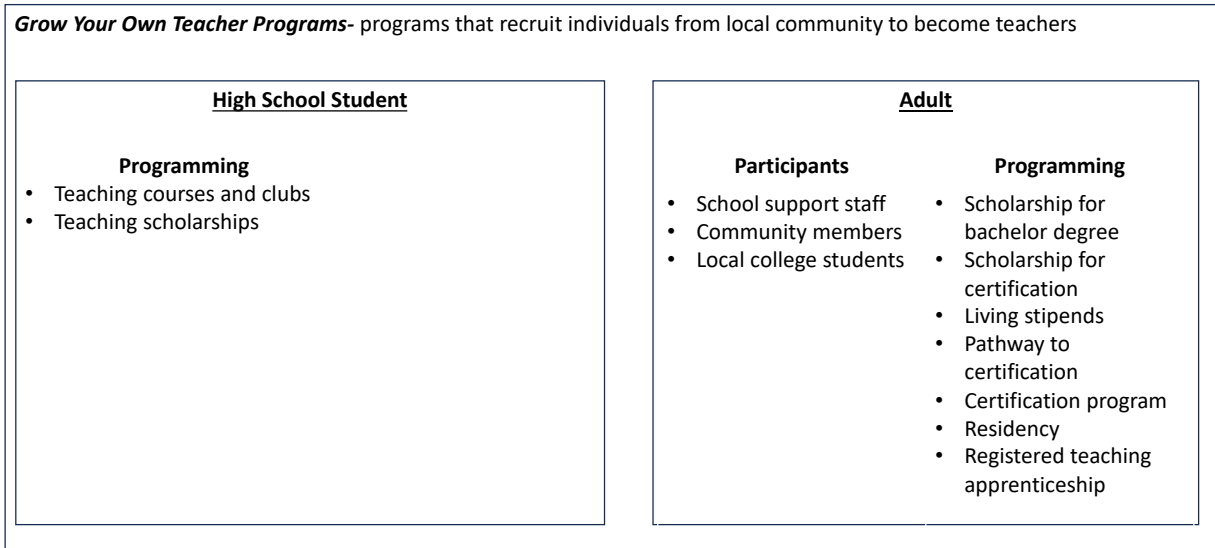 Grow Your Own Teacher Programs- programs that recruit individuals from local community to become teachers
High School Student
Programming
• Teaching courses and clubs
• Teaching scholarships
Adult
Participants
• School support staff
• Community members
• Local college students
Programming
• Scholarship for
bachelor degree
• Scholarship for
certification
• Living stipends
• Pathway to
certification
• Certification program
• Residency
• Registered teaching
apprenticeship